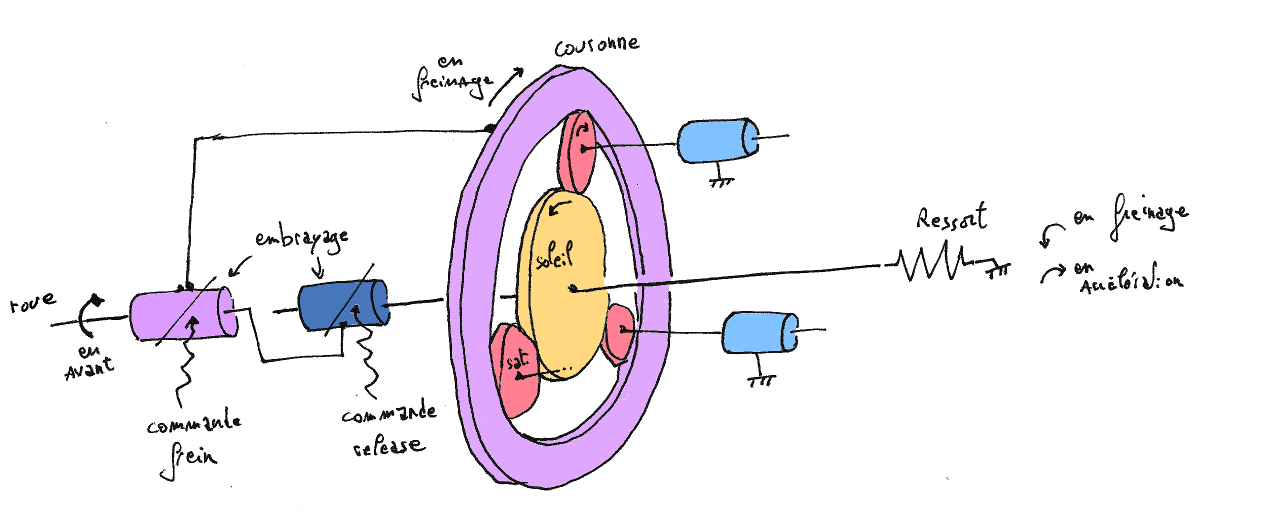 couronne
en
freinage
embrayage
soleil
Ressort
en freinage
en
Accélération
roue
en
Avant
sat.
commande
frein
commande
release